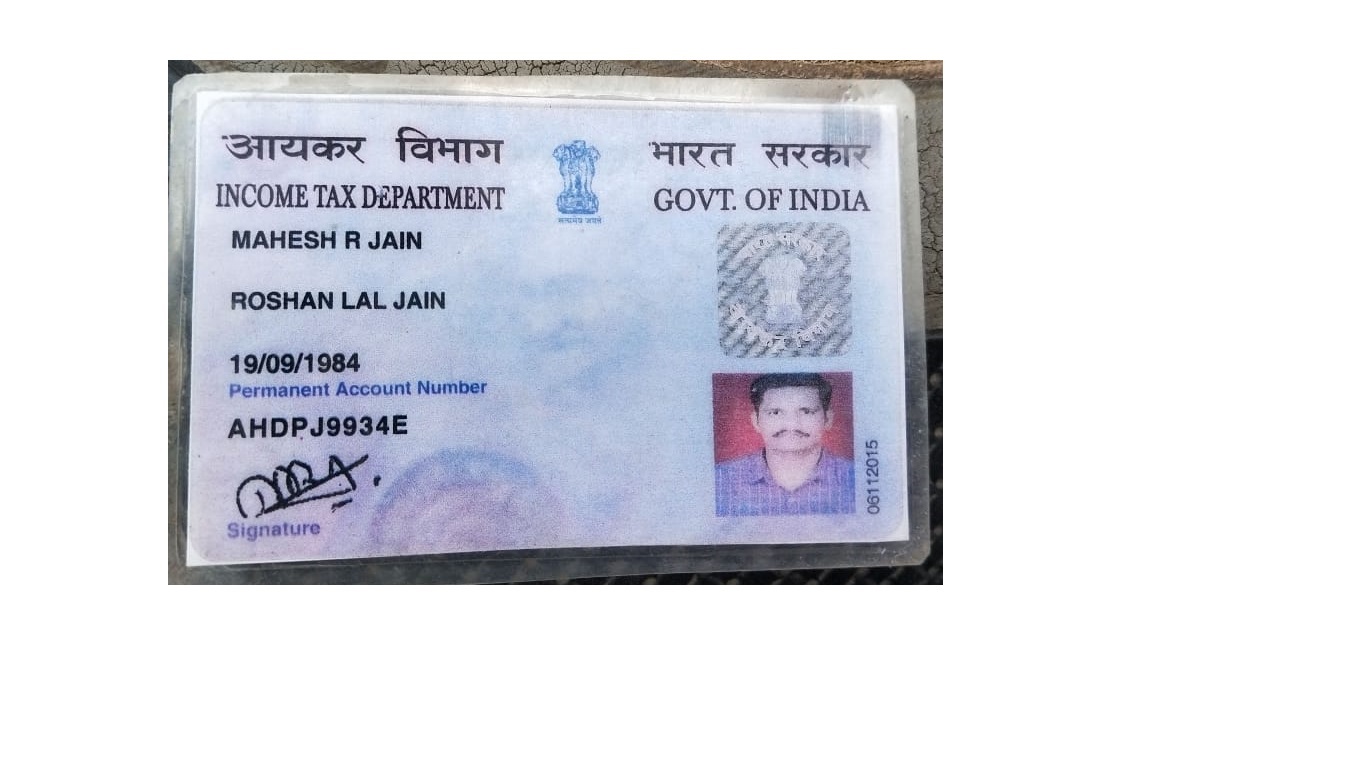 आयकर विभाग
भारत सरकार
INCOME TAX DEPARTMENT
GOVT. OF INDIA
सत्यमेव जयते
MAHESH R JAIN
ROSHAN LAL JAIN
19/09/1984
Permanent Account Number
AHDPJ9934E
Signature
06112015